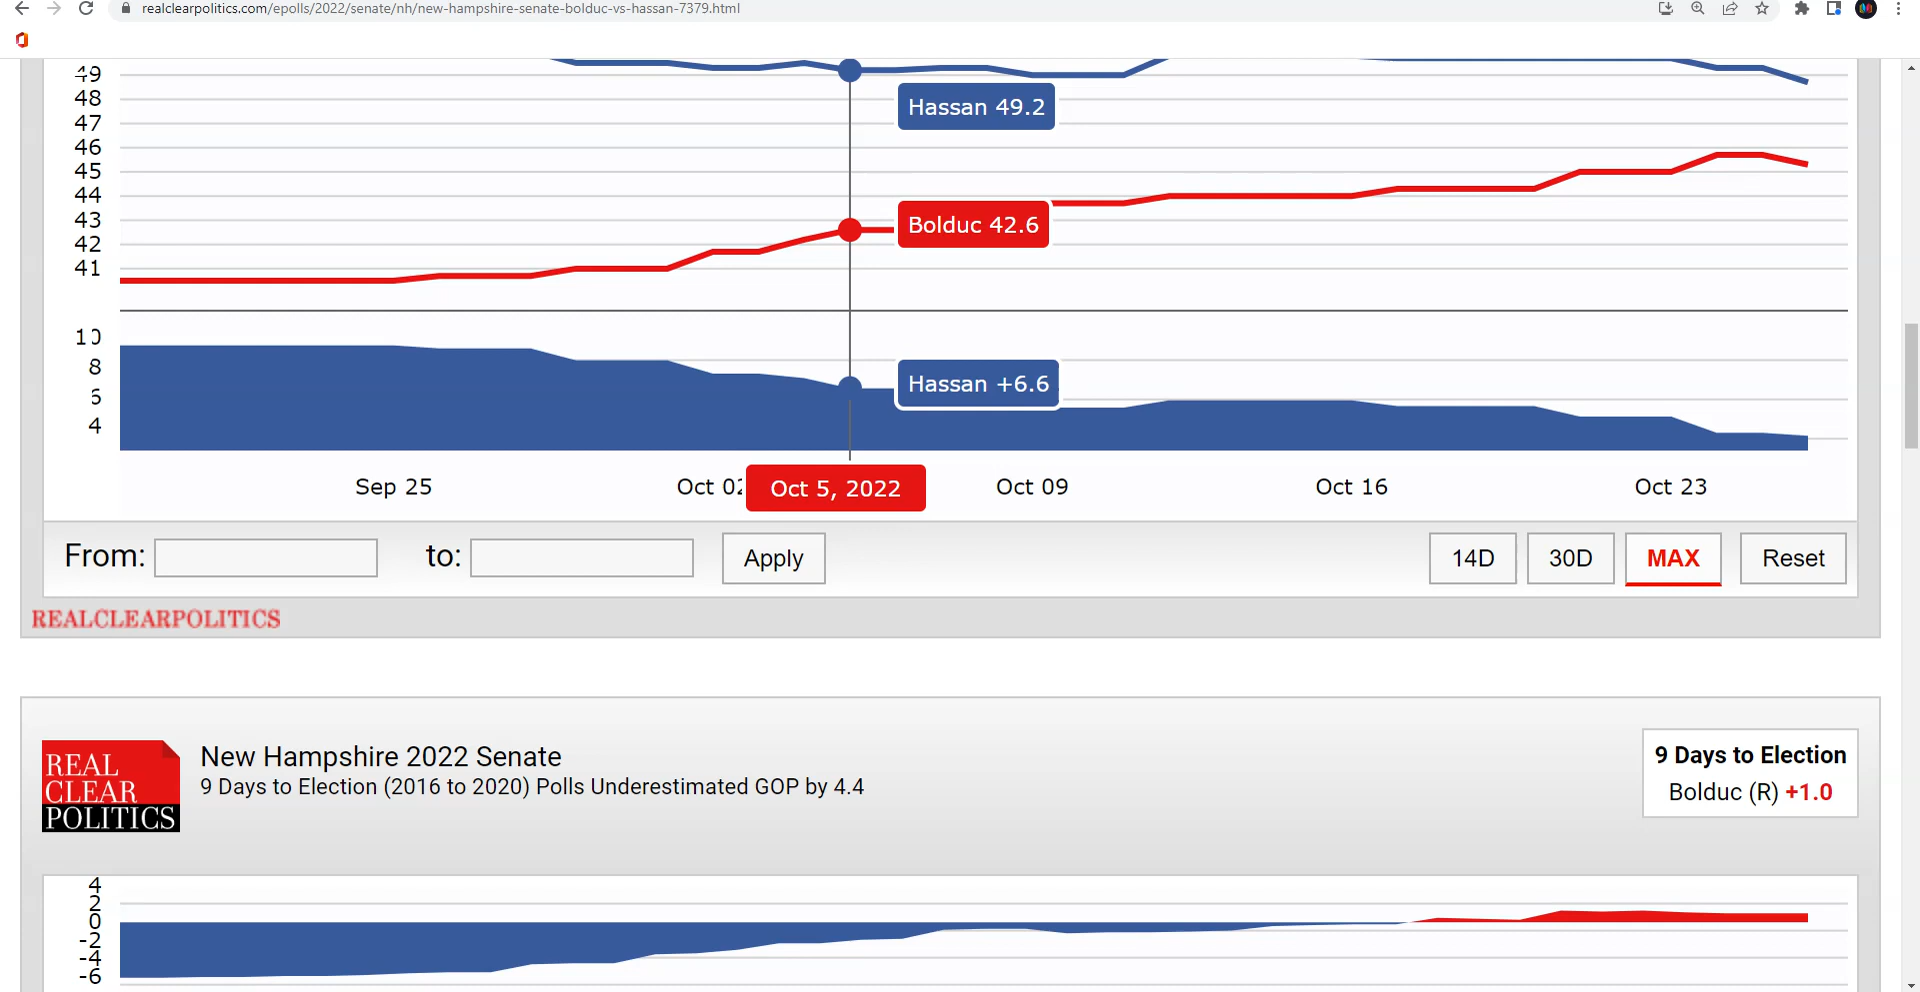 realclearpolitics.com/epolls/2022/senate/nh/new-hampshire-senate-bolduc-vs-hassan-7379.html
49
48
Hassan 49.2
47
46
45
44
43
Bolduc 42.6
42
41
10
8
Hassan +6.6
6
4
Sep 25 Oct 02 Oct 5, 2022 Oct 09 Oct 16 Oct 23
From: to: Apply 14D 30D MAX Reset
REALCLEARPOLITICS
REAL
CLEAR
POLITICS
New Hampshire 2022 Senate
9 Days to Election (2016 to 2020) Polls Underestimated GOP by 4.4
9 Days to Election
Bolduc (R) +1.0
4
2
0
-2
-4
-6